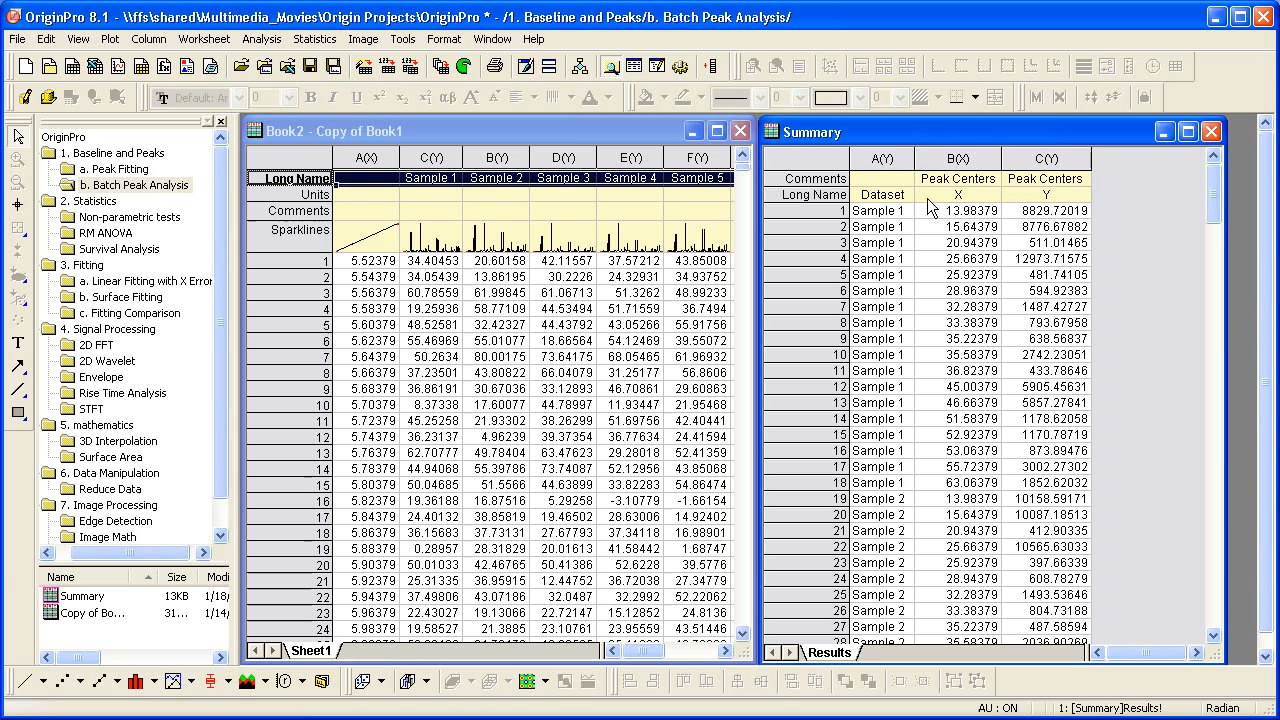 OriginPro 8.1 - \\ffs\shared\Multimedia_Movies\Origin Projects\OriginPro * - /1. Baseline and Peaks/b. Batch Peak Analysis/
File Edit View Plot Column Worksheet Analysis Statistics Image Tools Format Window Help
Default: Ar 0 B I U
OriginPro
1. Baseline and Peaks
a. Peak Fitting
b. Batch Peak Analysis
2. Statistics
Non-parametric tests
RM ANOVA
Survival Analysis
3. Fitting
a. Linear Fitting with X Error
b. Surface Fitting
c. Fitting Comparison
4. Signal Processing
2D FFT
2D Wavelet
Envelope
Rise Time Analysis
STFT
5. mathematics
3D Interpolation
Surface Area
6. Data Manipulation
Reduce Data
7. Image Processing
Edge Detection
Image Math
Name Size Modi
Summary 13KB 1/18/
Copy of Bo... 31... 1/14/
Book2 - Copy of Book1
A(X) C(Y) B(Y) D(Y) E(Y) F(Y)
Long Name Sample 1 Sample 2 Sample 3 Sample 4 Sample 5
Units
Comments
Sparklines
1 5.52379 34.40453 20.60158 42.11557 37.57212 43.85008
2 5.54379 34.05426 13.86195 30.2226 24.32931 34.93719
3 5.56379 60.78559 61.99845 61.06713 51.3262 48.99233
4 5.58379 19.25936 58.77109 44.53494 51.71559 36.7494
5 5.60379 48.52581 32.42327 44.43792 43.05266 55.91756
6 5.62379 55.46969 55.01077 18.66564 54.12469 39.55072
7 5.64379 50.2634 80.00175 73.64175 68.05465 61.96932
8 5.66379 37.23501 43.80822 66.04079 31.25177 56.8606
9 5.68379 36.86191 30.67036 33.12893 46.70861 29.60863
10 5.70379 8.37338 17.60077 44.78997 11.93447 21.95468
11 5.72379 45.25258 22.93302 38.26299 51.69756 42.40441
12 5.74379 36.23137 4.96239 39.37354 36.77634 24.41594
13 5.76379 62.70777 49.78404 63.47623 29.28018 52.41359
14 5.78379 44.94068 55.39786 73.74087 52.12956 43.85068
15 5.80379 50.04685 51.5566 44.63899 33.82283 54.86474
16 5.82379 19.36188 16.87516 5.29258 -3.10779 -1.66154
17 5.84379 24.40132 38.85819 19.46502 28.63006 14.92402
18 5.86379 36.15683 37.73131 27.67793 37.34168 16.98901
19 5.88379 0.28957 28.31629 20.01613 41.58442 1.68747
20 5.90379 50.01033 42.46765 50.41386 52.6228 39.5776
21 5.92379 25.31335 36.95915 12.44752 36.72038 27.34779
22 5.94379 37.49806 43.07186 32.0487 32.2992 52.22062
23 5.96379 22.43027 32.13066 22.72147 15.12852 24.8136
24 5.98379 19.58527 21.3885 23.10761 23.95559 43.51446
Sheet1
Summary
A(Y) B(X) C(Y)
Comments Peak Centers Peak Centers
Long Name Dataset X Y
1 Sample 1 13.98379 8829.72019
2 Sample 1 15.64379 8776.67882
3 Sample 1 20.94379 511.01465
4 Sample 1 25.66379 12973.71575
5 Sample 1 25.92379 481.74105
6 Sample 1 28.96379 594.92383
7 Sample 1 32.28379 1487.42727
8 Sample 1 33.38379 793.67958
9 Sample 1 35.22379 638.56837
10 Sample 1 35.58379 2742.23051
11 Sample 1 36.82379 433.78646
12 Sample 1 45.00379 5905.45631
13 Sample 1 46.66379 5857.27841
14 Sample 1 51.58379 1178.62058
15 Sample 1 52.92379 1170.78719
16 Sample 1 53.06379 873.89476
17 Sample 1 55.72379 3002.27302
18 Sample 1 63.06379 1852.62032
19 Sample 2 13.98379 10158.59171
20 Sample 2 15.64379 10087.18513
21 Sample 2 20.94379 412.90335
22 Sample 2 25.66379 10565.63033
23 Sample 2 25.92379 397.66339
24 Sample 2 28.94379 608.78279
25 Sample 2 32.28379 1493.53646
26 Sample 2 33.38379 804.73188
27 Sample 2 35.22379 487.58594
28 Sample 2 35.58379 2036.90269
Results
AU : ON 1: [Summary]Results! Radian